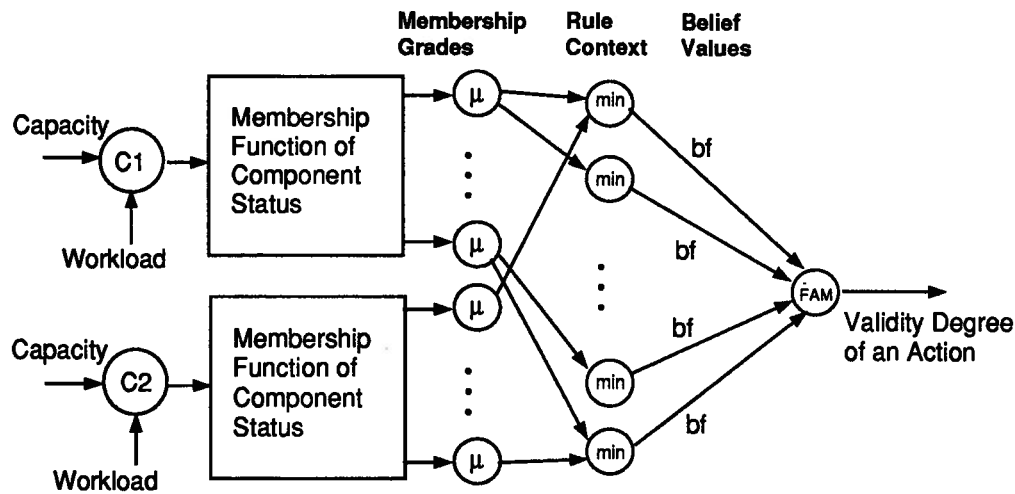 Membership
Grades
Rule
Context
Belief
Values
Capacity
C1
Workload
Membership
Function of
Component
Status
μ
μ
min
min
bf
bf
Capacity
C2
Workload
Membership
Function of
Component
Status
μ
μ
min
min
bf
bf
FAM
Validity Degree
of an Action